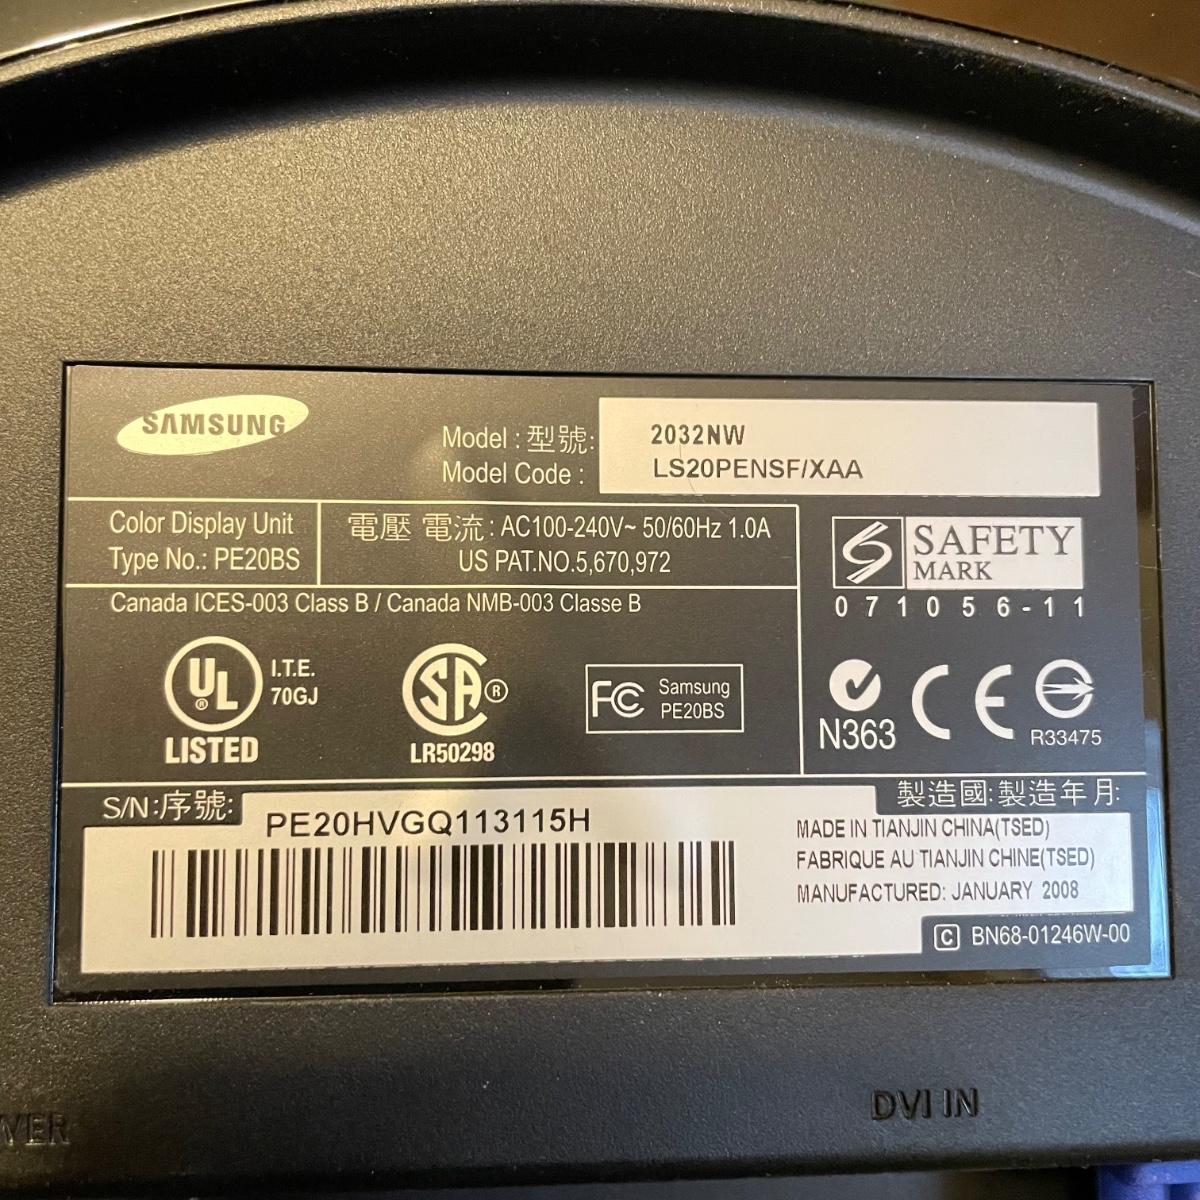 SAMSUNG
Model : 型號:
2032NW
Model Code :
LS20PENSF/XAA
Color Display Unit
Type No.: PE20BS
電壓 電流 : AC100-240V~ 50/60Hz 1.0A
US PAT.NO.5,670,972
SAFETY
MARK
071056-11
Canada ICES-003 Class B / Canada NMB-003 Classe B
UL
®
I.T.E.
70GJ
LISTED
SA ®
LR50298
FC
Samsung
PE20BS
N363
CE
R33475
S/N:序號:
PE20HVGQ113115H
製造國: 製造年月:
MADE IN TIANJIN CHINA(TSED)
FABRIQUE AU TIANJIN CHINE(TSED)
MANUFACTURED: JANUARY 2008
C BN68-01246W-00
DVI IN